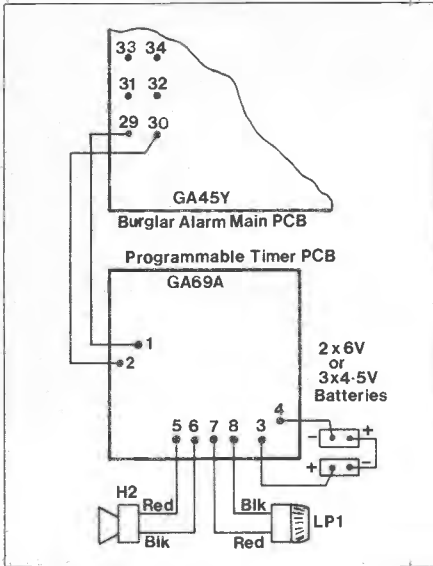 33 34
31 32
29 30
GA45Y
Burglar Alarm Main PCB
Programmable Timer PCB
GA69A
1
2
2 x 6V
or
3x4·5V
Batteries
4
5 6 7 8 3
- +
+ -
H2
Red
Blk
Blk
Red
LP1